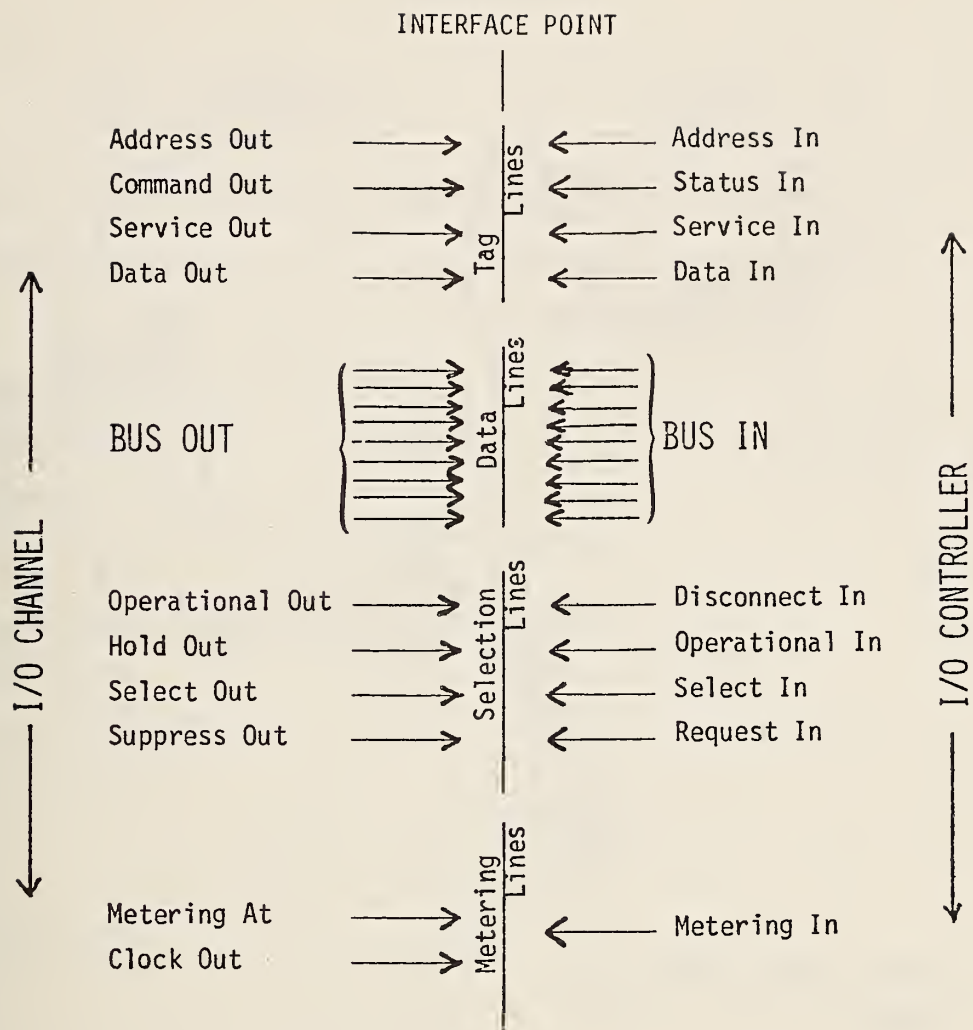 INTERFACE POINT
Address Out
Command Out
Service Out
Data Out
Tag Lines
Address In
Status In
Service In
Data In
BUS OUT
Data Lines
BUS IN
I/O CHANNEL
I/O CONTROLLER
Operational Out
Hold Out
Select Out
Suppress Out
Selection Lines
Disconnect In
Operational In
Select In
Request In
Metering At
Clock Out
Metering Lines
Metering In